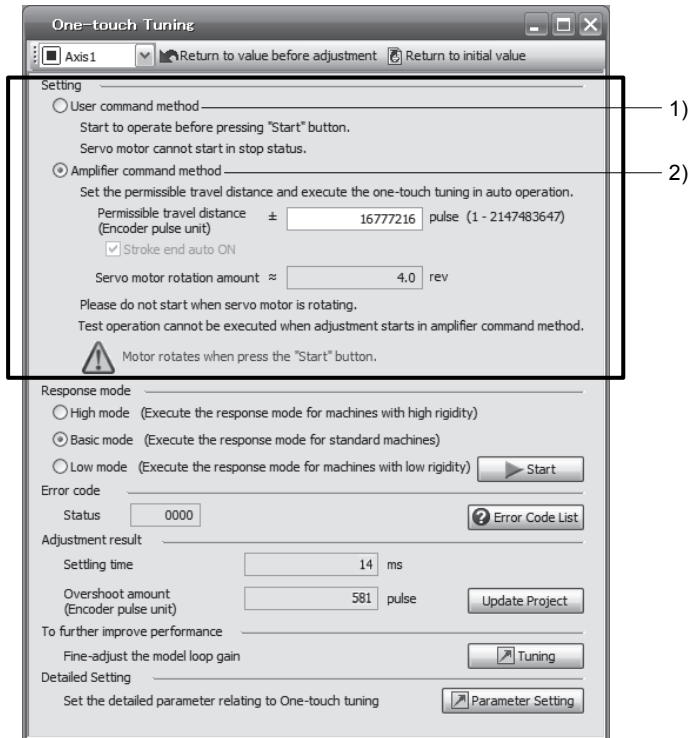 One-touch Tuning
Axis1 Return to value before adjustment Return to initial value
Setting
User command method 1)
Start to operate before pressing "Start" button.
Servo motor cannot start in stop status.
Amplifier command method 2)
Set the permissible travel distance and execute the one-touch tuning in auto operation.
Permissible travel distance ± 16777216 pulse (1 - 2147483647)
(Encoder pulse unit)
Stroke end auto ON
Servo motor rotation amount ≈ 4.0 rev
Please do not start when servo motor is rotating.
Test operation cannot be executed when adjustment starts in amplifier command method.
Motor rotates when press the "Start" button.
Response mode
High mode (Execute the response mode for machines with high rigidity)
Basic mode (Execute the response mode for standard machines)
Low mode (Execute the response mode for machines with low rigidity) Start
Error code
Status 0000 Error Code List
Adjustment result
Settling time 14 ms
Overshoot amount 581 pulse Update Project
(Encoder pulse unit)
To further improve performance
Fine-adjust the model loop gain Tuning
Detailed Setting
Set the detailed parameter relating to One-touch tuning Parameter Setting